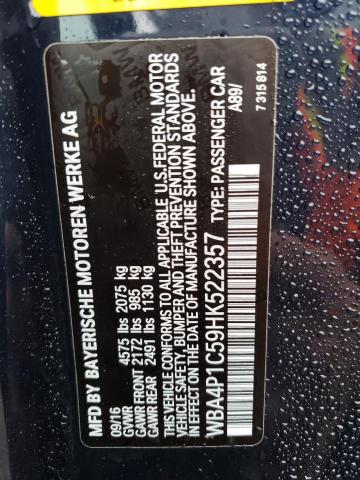 MFD BY BAYERISCHE MOTOREN WERKE AG
09/16
GVWR 4575 lbs 2075 kg
GAWR FRONT 2172 lbs 985 kg
GAWR REAR 2491 lbs 1130 kg
THIS VEHICLE CONFORMS TO ALL APPLICABLE U.S. FEDERAL MOTOR
VEHICLE SAFETY, BUMPER AND THEFT PREVENTION STANDARDS
IN EFFECT ON THE DATE OF MANUFACTURE SHOWN ABOVE.
WBA4P1C59HK522357 TYPE: PASSENGER CAR
A89/
7315814